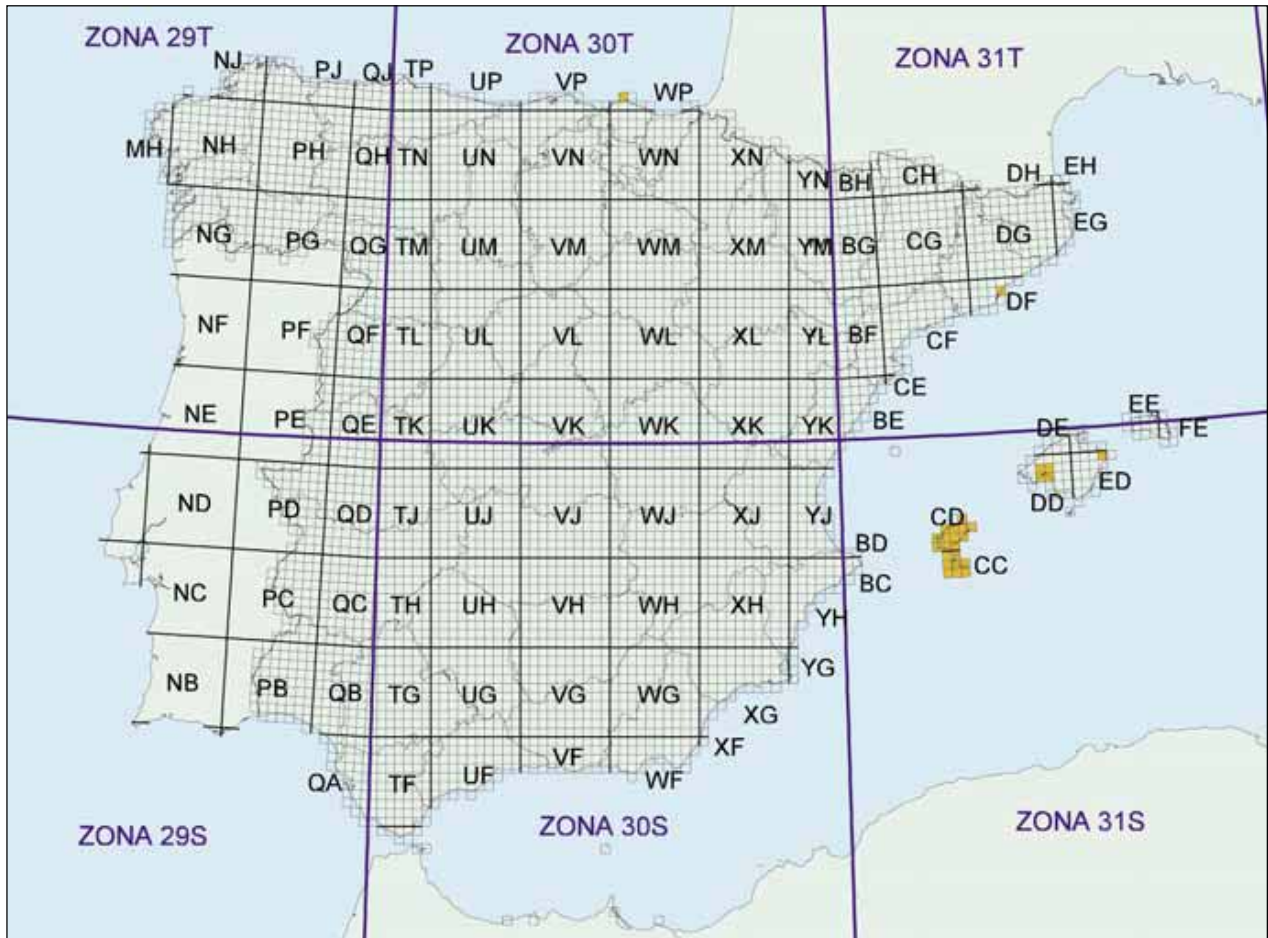 ZONA 29T ZONA 30T ZONA 31T
NJ PJ QJ TP UP VP WP
MH NH PH QH TN UN VN WN XN YN BH CH DH EH
NG PG QG TM UM VM WM XM YM BG CG DG EG
NF PF QF TL UL VL WL XL YL BF CF DF
NE PE QE TK UK VK WK XK YK BE CE DE EE FE
ND PD QD TJ UJ VJ WJ XJ YJ BD CD DD ED
NC PC QC TH UH VH WH XH YH BC CC
NB PB QB TG UG VG WG XG YG
QA TF UF VF WF XF
ZONA 29S ZONA 30S ZONA 31S